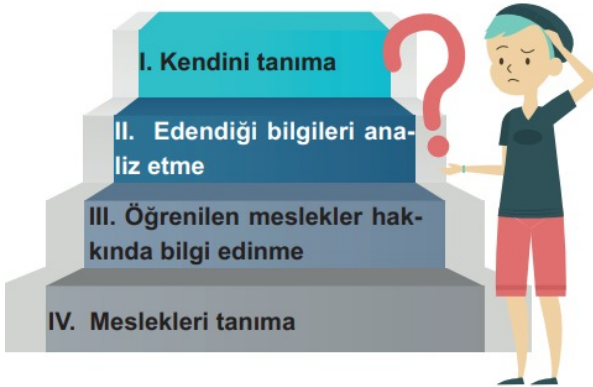 I. Kendini tanıma
II. Edendiği bilgileri ana-
liz etme
III. Öğrenilen meslekler hak-
kında bilgi edinme
IV. Meslekleri tanıma
?